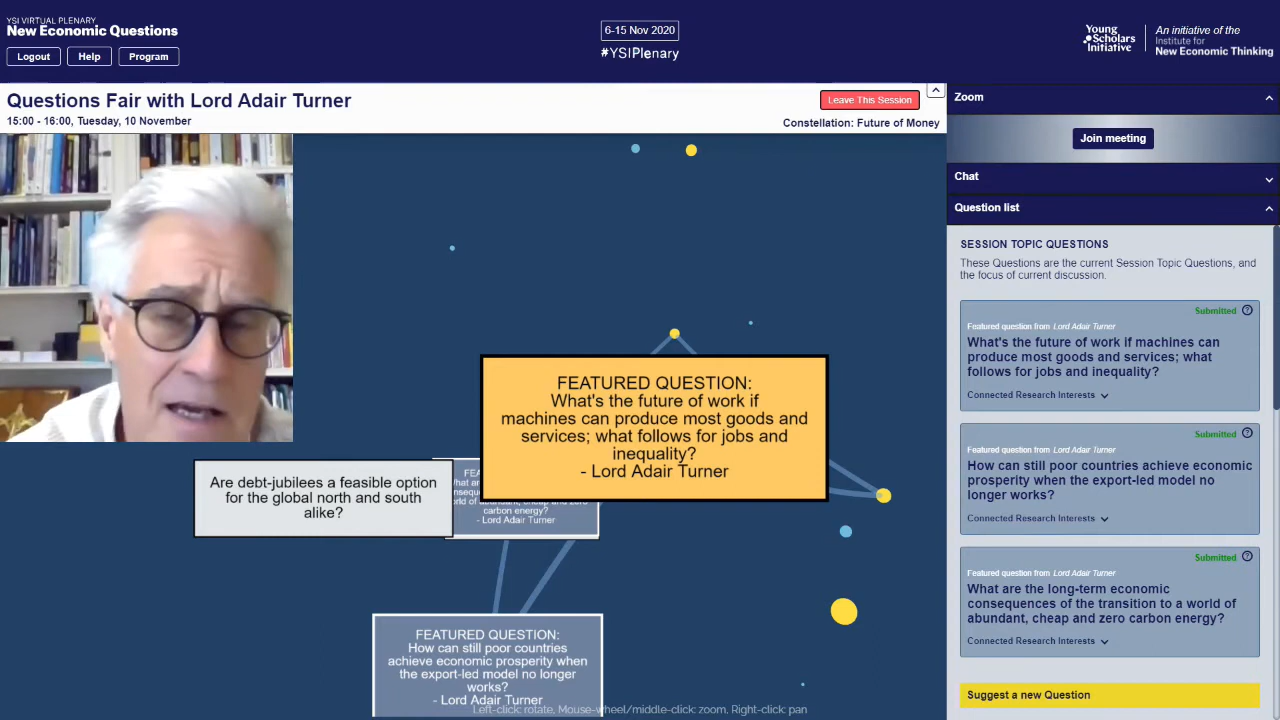 YSI VIRTUAL PLENARY
New Economic Questions
Logout
Help
Program
6-15 Nov 2020
#YSIPlenary
Young
Scholars
Initiative
An initiative of the
Institute for
New Economic Thinking
Questions Fair with Lord Adair Turner
15:00 - 16:00, Tuesday, 10 November
Leave This Session
Constellation: Future of Money
FEATURED QUESTION:
What's the future of work if
machines can produce most goods and
services; what follows for jobs and
inequality?
- Lord Adair Turner
Are debt-jubilees a feasible option
for the global north and south
alike?
carbon energy?
- Lord Adair Turner
FEATURED QUESTION:
How can still poor countries
achieve economic prosperity when
the export-led model no longer
works?
- Lord Adair Turner
Left-click: rotate, Mouse-wheel/middle-click: zoom, Right-click: pan
Zoom
Join meeting
Chat
Question list
SESSION TOPIC QUESTIONS
These Questions are the current Session Topic Questions, and
the focus of current discussion.
Submitted
Featured question from Lord Adair Turner
What's the future of work if machines can
produce most goods and services; what
follows for jobs and inequality?
Connected Research Interests
Submitted
Featured question from Lord Adair Turner
How can still poor countries achieve economic
prosperity when the export-led model no
longer works?
Connected Research Interests
Submitted
Featured question from Lord Adair Turner
What are the long-term economic
consequences of the transition to a world of
abundant, cheap and zero carbon energy?
Connected Research Interests
Suggest a new Question